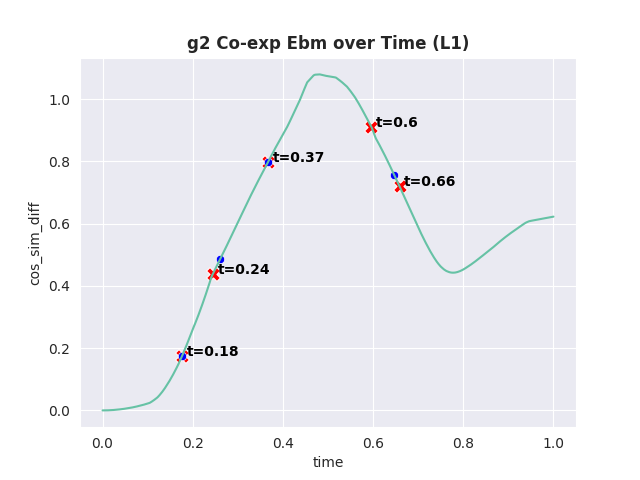 g2 Co-exp Ebm over Time (L1)
cos_sim_diff
1.0
0.8
0.6
0.4
0.2
0.0
t=0.6
t=0.37
t=0.66
t=0.24
t=0.18
0.0 0.2 0.4 0.6 0.8 1.0
time